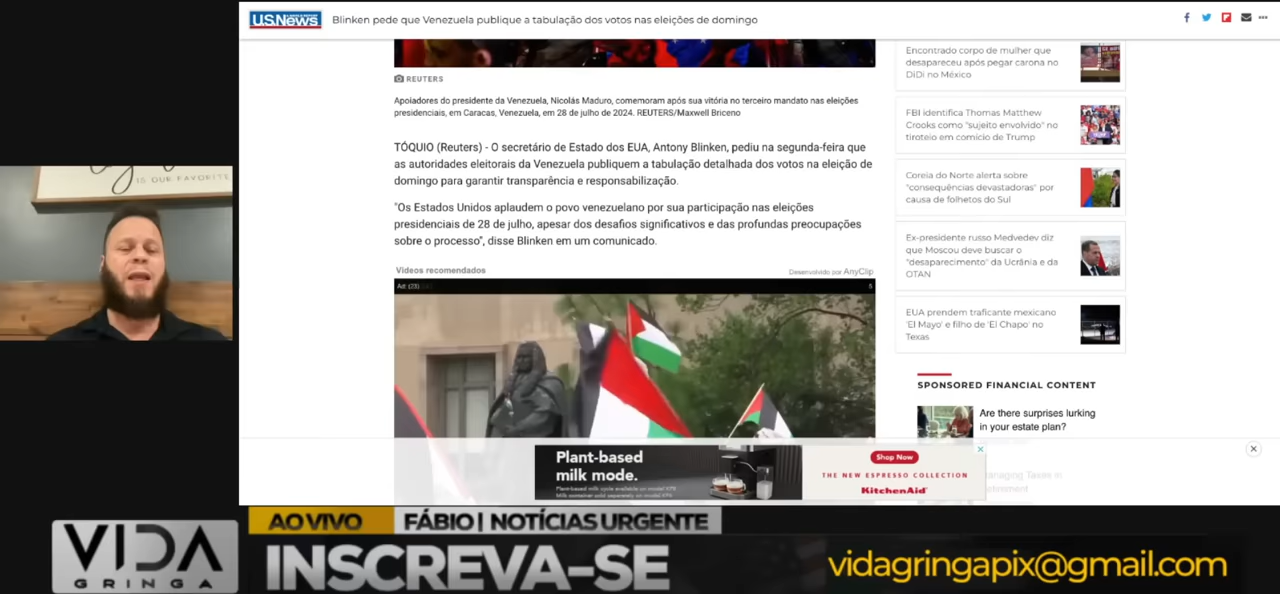 U.S.News
Blinken pede que Venezuela publique a tabulação dos votos nas eleições de domingo
IS OUR FAVORITE
REUTERS
Apoiadores do presidente da Venezuela, Nicolás Maduro, comemoram após sua vitória no terceiro mandato nas eleições
presidenciais, em Caracas, Venezuela, em 28 de julho de 2024. REUTERS/Maxwell Briceno
TÓQUIO (Reuters) - O secretário de Estado dos EUA, Antony Blinken, pediu na segunda-feira que
as autoridades eleitorais da Venezuela publiquem a tabulação detalhada dos votos na eleição de
domingo para garantir transparência e responsabilização.
"Os Estados Unidos aplaudem o povo venezuelano por sua participação nas eleições
presidenciais de 28 de julho, apesar dos desafios significativos e das profundas preocupações
sobre o processo", disse Blinken em um comunicado.
Vídeos recomendados
Desenvolvido por AnyClip
Ad: (23)
5
Encontrado corpo de mulher que
desapareceu após pegar carona no
DiDi no México
FBI identifica Thomas Matthew
Crooks como "sujeito envolvido" no
tiroteio em comício de Trump
Coreia do Norte alerta sobre
"consequências devastadoras" por
causa de folhetos do Sul
Ex-presidente russo Medvedev diz
que Moscou deve buscar o
"desaparecimento" da Ucrânia e da
OTAN
EUA prendem traficante mexicano
'El Mayo' e filho de 'El Chapo' no
Texas
SPONSORED FINANCIAL CONTENT
Are there surprises lurking
in your estate plan?
Managing Taxes in
Retirement
Plant-based
milk mode.
Shop Now
THE NEW ESPRESSO COLLECTION
KitchenAid
VIDA
GRINGA
AO VIVO
FÁBIO | NOTÍCIAS URGENTE
INSCREVA-SE
vidagringapix@gmail.com